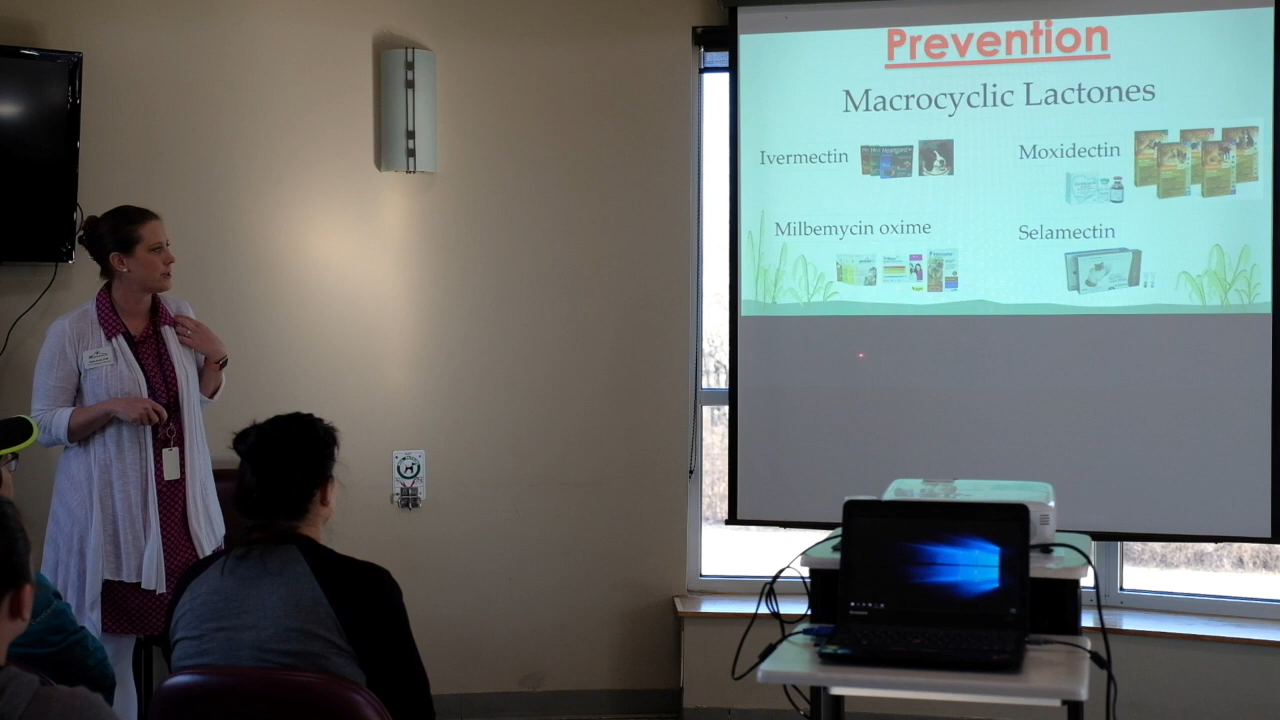 Prevention
Macrocyclic Lactones
Ivermectin
Moxidectin
Milbemycin oxime
Selamectin